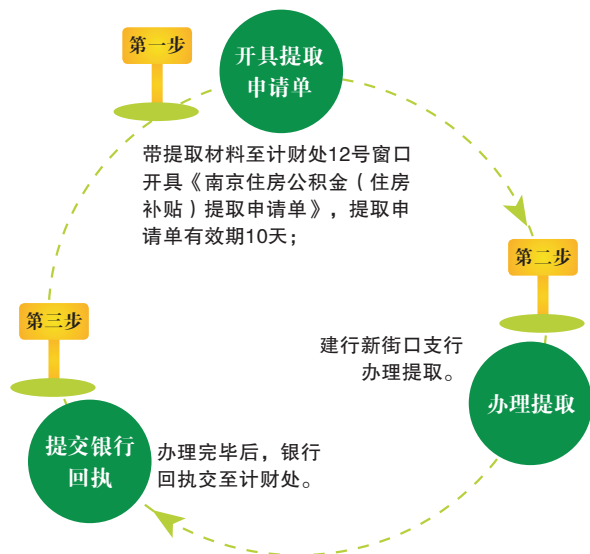 第一步
开具提取
申请单
带提取材料至计财处12号窗口
开具《南京住房公积金（住房
补贴）提取申请单》，提取申
请单有效期10天；
第二步
办理提取
建行新街口支行
办理提取。
第三步
提交银行
回执
办理完毕后，银行
回执交至计财处。